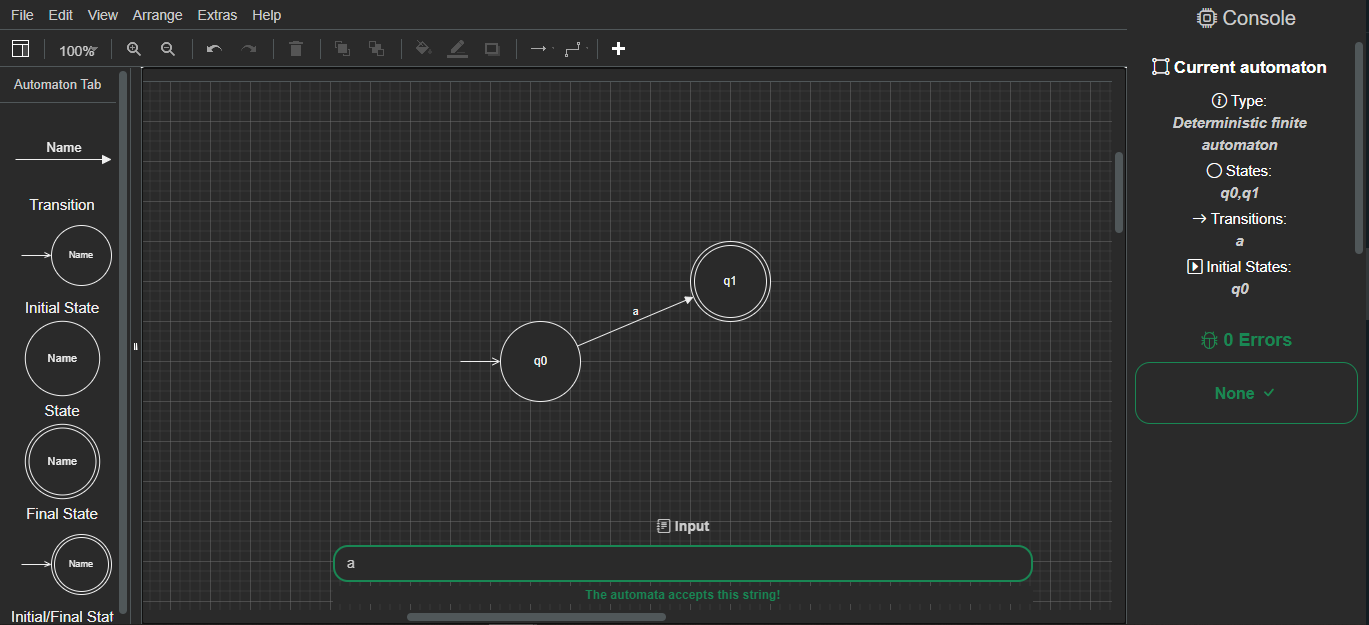 File Edit View Arrange Extras Help
100%
Automaton Tab
Name
Transition
Name
Initial State
Name
State
Name
Final State
Name
Initial/Final Stat
q1
a
q0
Input
a
The automata accepts this string!
Console
Current automaton
Type:
Deterministic finite
automaton
States:
q0,q1
Transitions:
a
Initial States:
q0
0 Errors
None